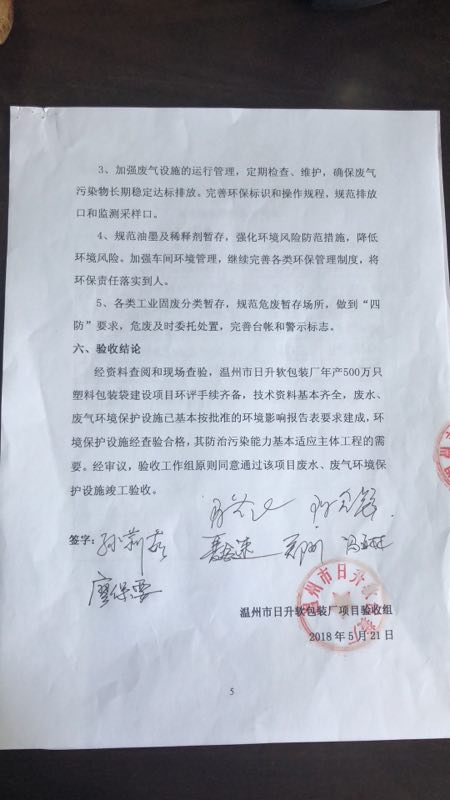 3、加强废气设施的运行管理，定期检查、维护，确保废气
污染物长期稳定达标排放。完善环保标识和操作规程，规范排放
口和监测采样口。
4、规范油墨及稀释剂暂存，强化环境风险防范措施，降低
环境风险。加强车间环境管理，继续完善各类环保管理制度，将
环保责任落实到人。
5、各类工业固废分类暂存，规范危废暂存场所，做到“四
防”要求，危废及时委托处置，完善台帐和警示标志。
六、验收结论
经资料查阅和现场查验，温州市日升软包装厂年产500万只
塑料包装袋建设项目环评手续齐备，技术资料基本齐全，废水、
废气环境保护设施已基本按批准的环境影响报告表要求建成，环
境保护设施经查验合格，其防治污染能力基本适应主体工程的需
要。经审议，验收工作组原则同意通过该项目废水、废气环境保
护设施竣工验收。
签字：
温州市日升软包装厂项目验收组
2018年5月21日
温州市日升
5